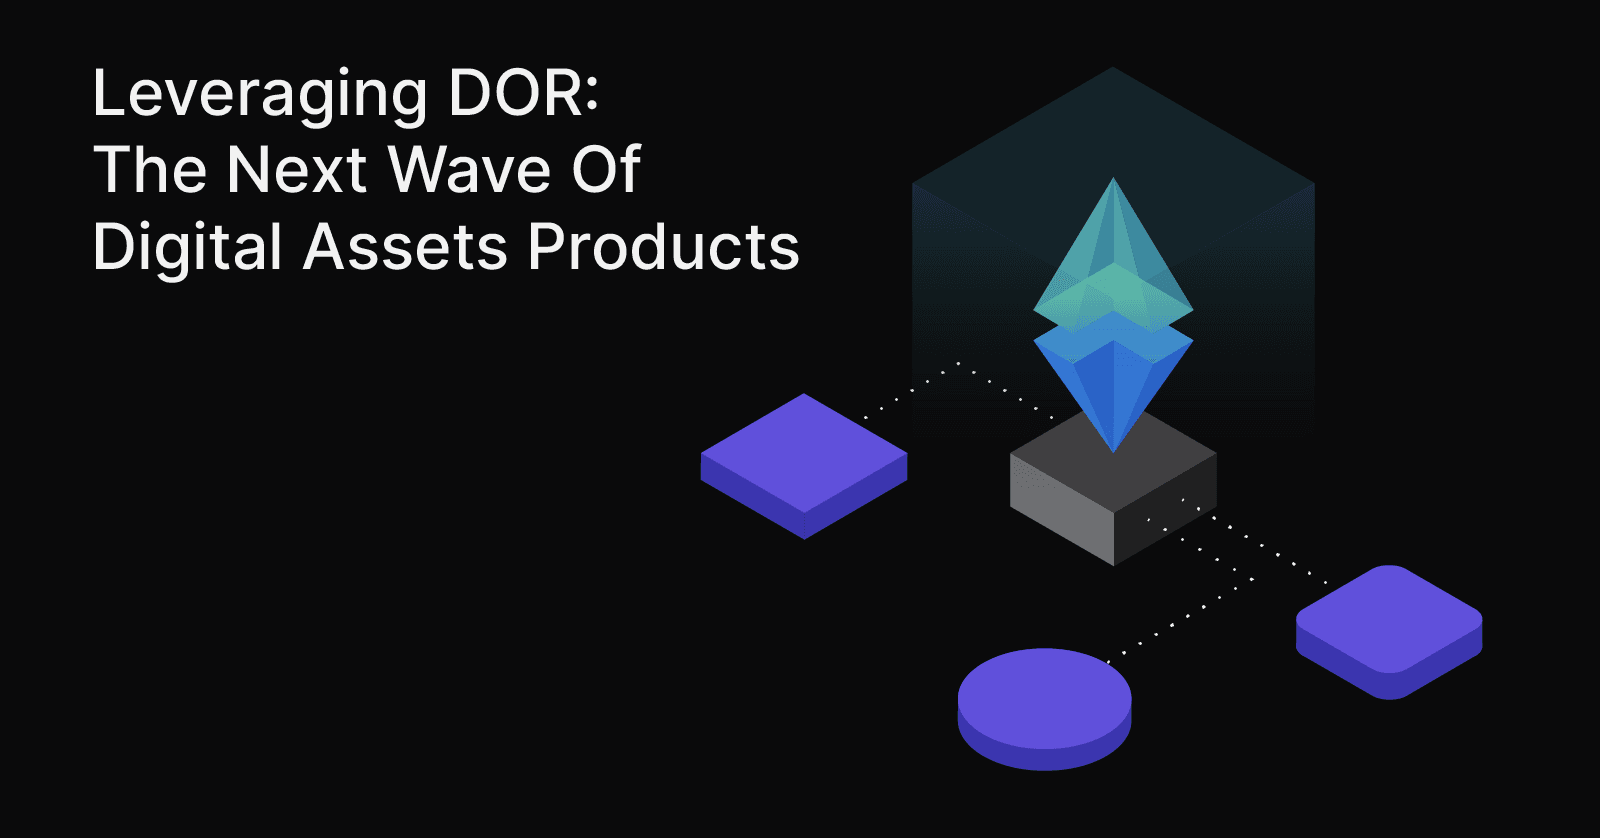 Leveraging DOR:
The Next Wave Of
Digital Assets Products